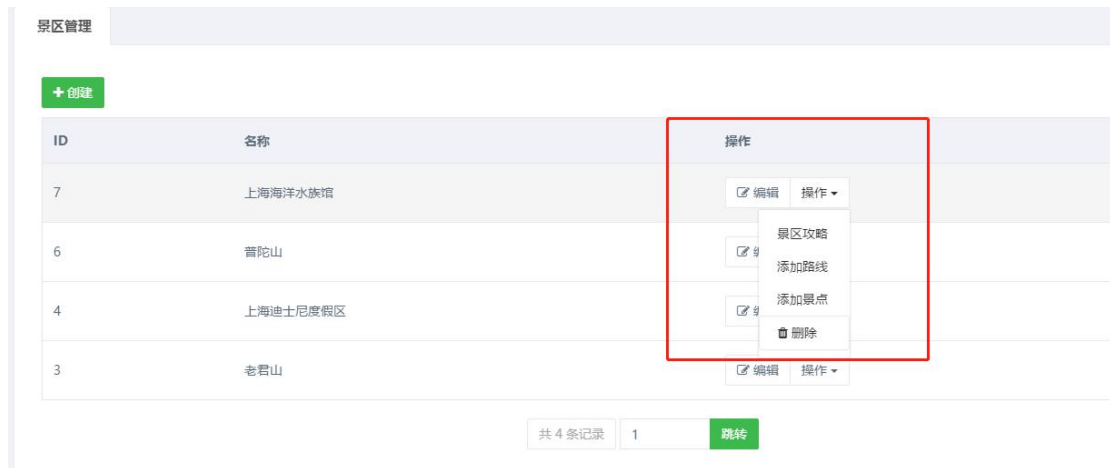 景区管理
创建
ID 名称 操作
7 上海海洋水族馆 编辑 操作
景区攻略
6 普陀山
添加路线
添加景点
4 上海迪士尼度假区
删除
3 老君山 编辑 操作
共 4 条记录 1 跳转